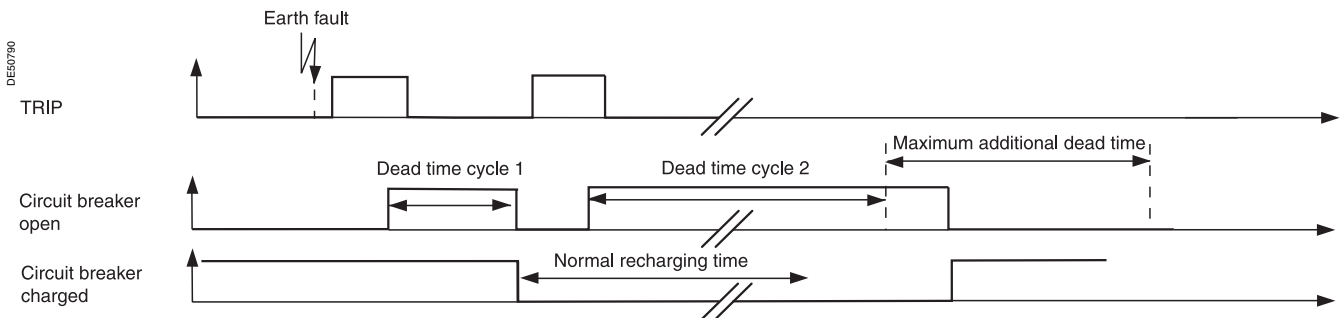 Earth fault
DE50790
TRIP
Maximum additional dead time
Dead time cycle 1
Dead time cycle 2
Circuit breaker
open
Normal recharging time
Circuit breaker
charged